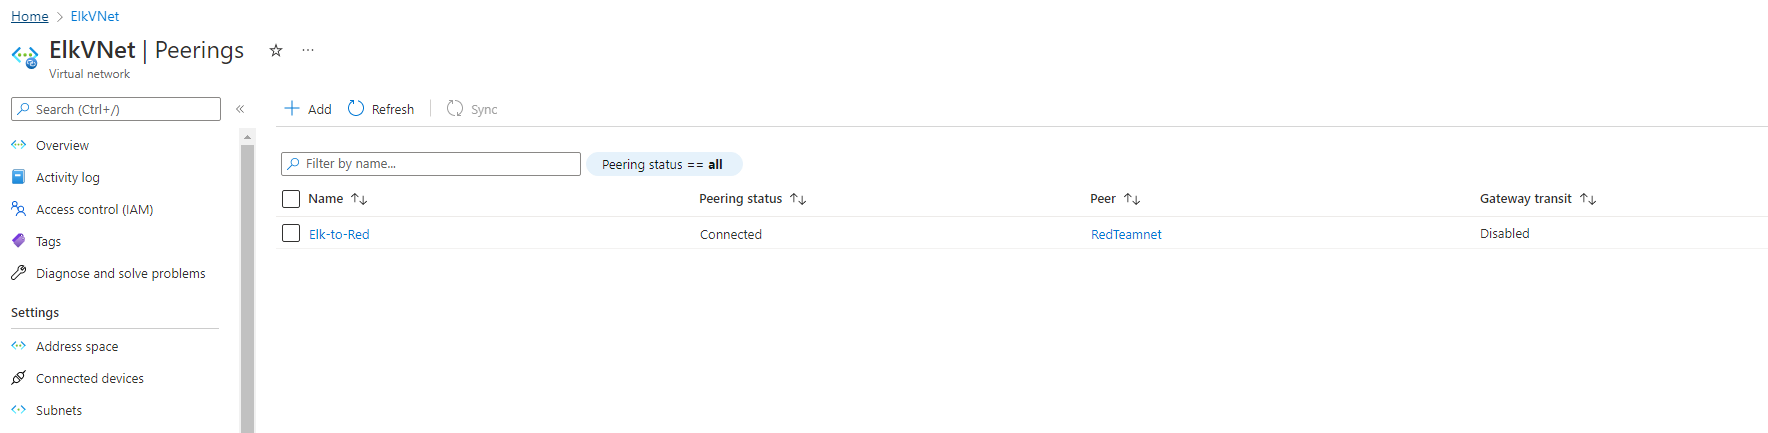 Home > ElkVNet
ElkVNet | Peerings ☆ ...
Virtual network
Search (Ctrl+/) «
Overview
Activity log
Access control (IAM)
Tags
Diagnose and solve problems
Settings
Address space
Connected devices
Subnets
Add Refresh Sync
Filter by name... Peering status == all
Name ↑↓ Peering status ↑↓ Peer ↑↓ Gateway transit ↑↓
Elk-to-Red Connected RedTeamnet Disabled